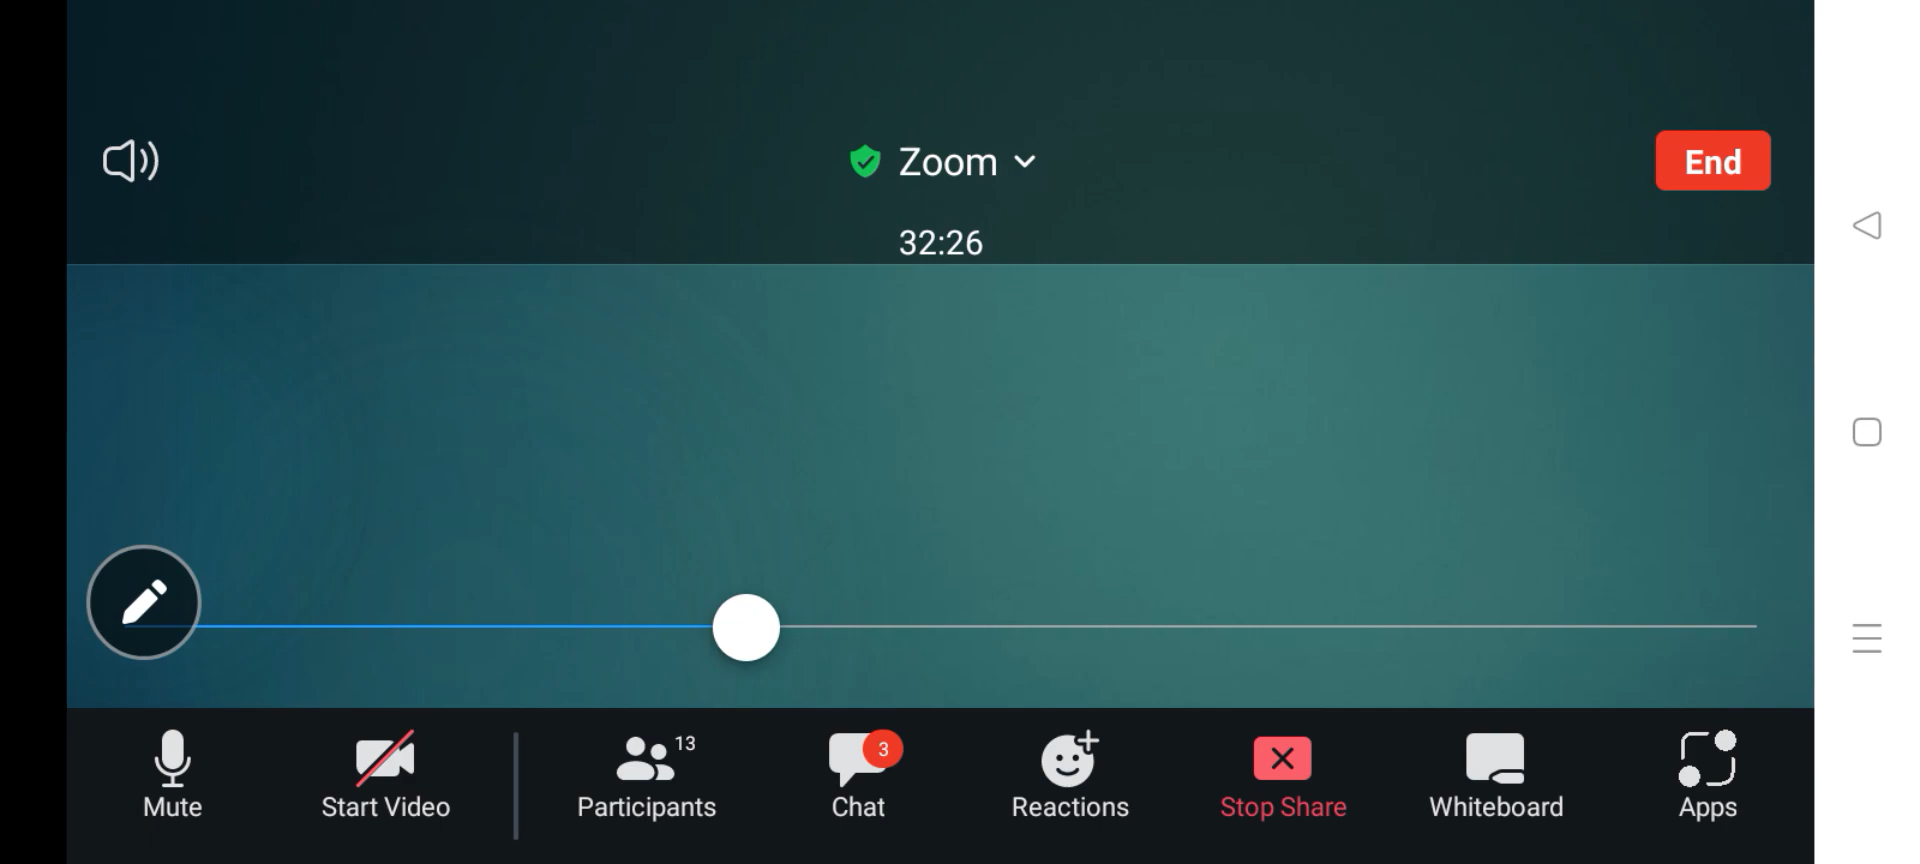 Zoom
End
32:26
13
3
Mute
Start Video
Participants
Chat
Reactions
Stop Share
Whiteboard
Apps